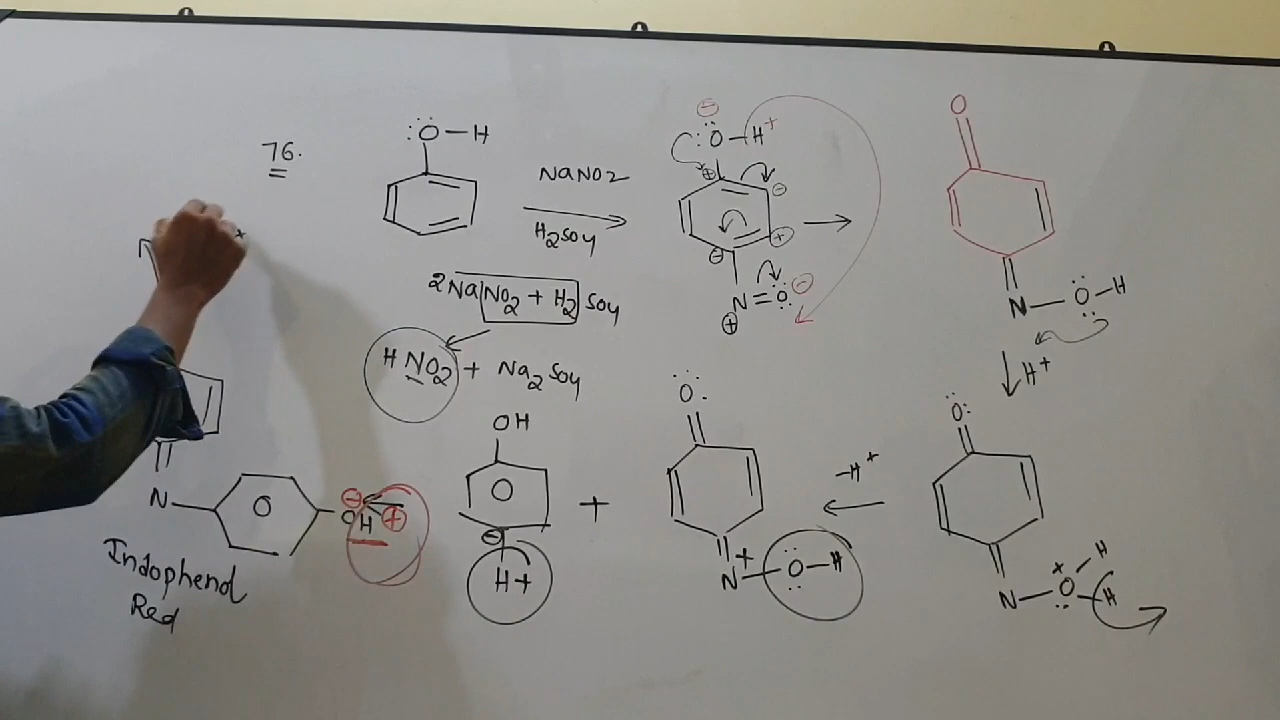 76.
:Ö–H
NaNO2
H2SO4
2NaNO2 + H2SO4
HNO2 + Na2SO4
⊖
:Ö–H+
⊕
⊖
⊕
⊖
N=O: ⊖
⊕
O
N–Ö–H
H+
Ö:
+ H
N–O–H
-H+
Ö
+
N–Ö–H
+
OH
O
⊖
H+
N
O
⊖
OH ⊕
Indophenol
Red